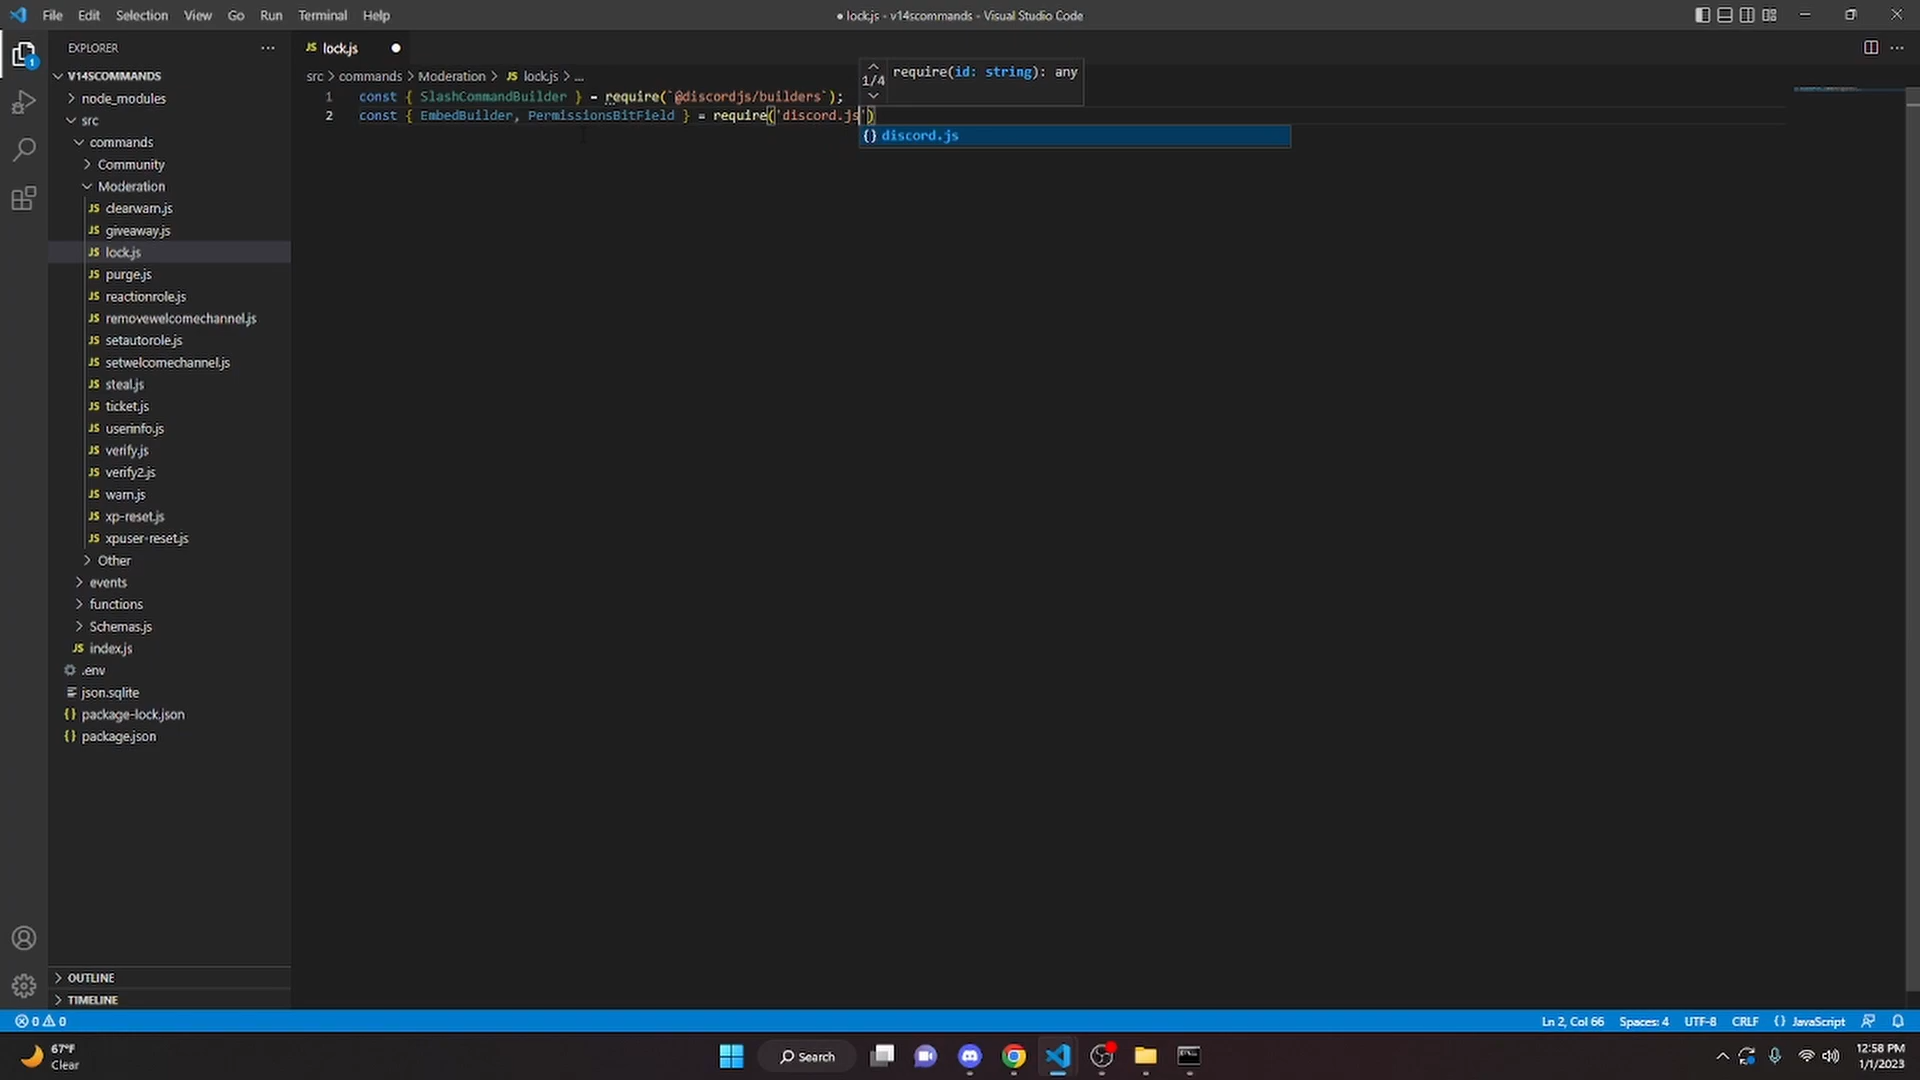 File Edit Selection View Go Run Terminal Help
● lock.js - v14scommands - Visual Studio Code
EXPLORER
JS lock.js
V14SCOMMANDS
src > commands > Moderation > JS lock.js > ...
1/4
require(id: string): any
1 const { SlashCommandBuilder } = require(`@discordjs/builders`);
2 const { EmbedBuilder, PermissionsBitField } = require('discord.js')
{} discord.js
1
node_modules
src
commands
Community
Moderation
JS clearwarn.js
JS giveaway.js
JS lock.js
JS purge.js
JS reactionrole.js
JS removewelcomechannel.js
JS setautorole.js
JS setwelcomechannel.js
JS steal.js
JS ticket.js
JS userinfo.js
JS verify.js
JS verify2.js
JS warn.js
JS xp-reset.js
JS xpuser-reset.js
Other
events
functions
Schemas.js
JS index.js
.env
json.sqlite
{} package-lock.json
{} package.json
OUTLINE
TIMELINE
0 0
Ln 2, Col 66 Spaces: 4 UTF-8 CRLF {} JavaScript
67°F
Clear
Search
12:58 PM
1/1/2023